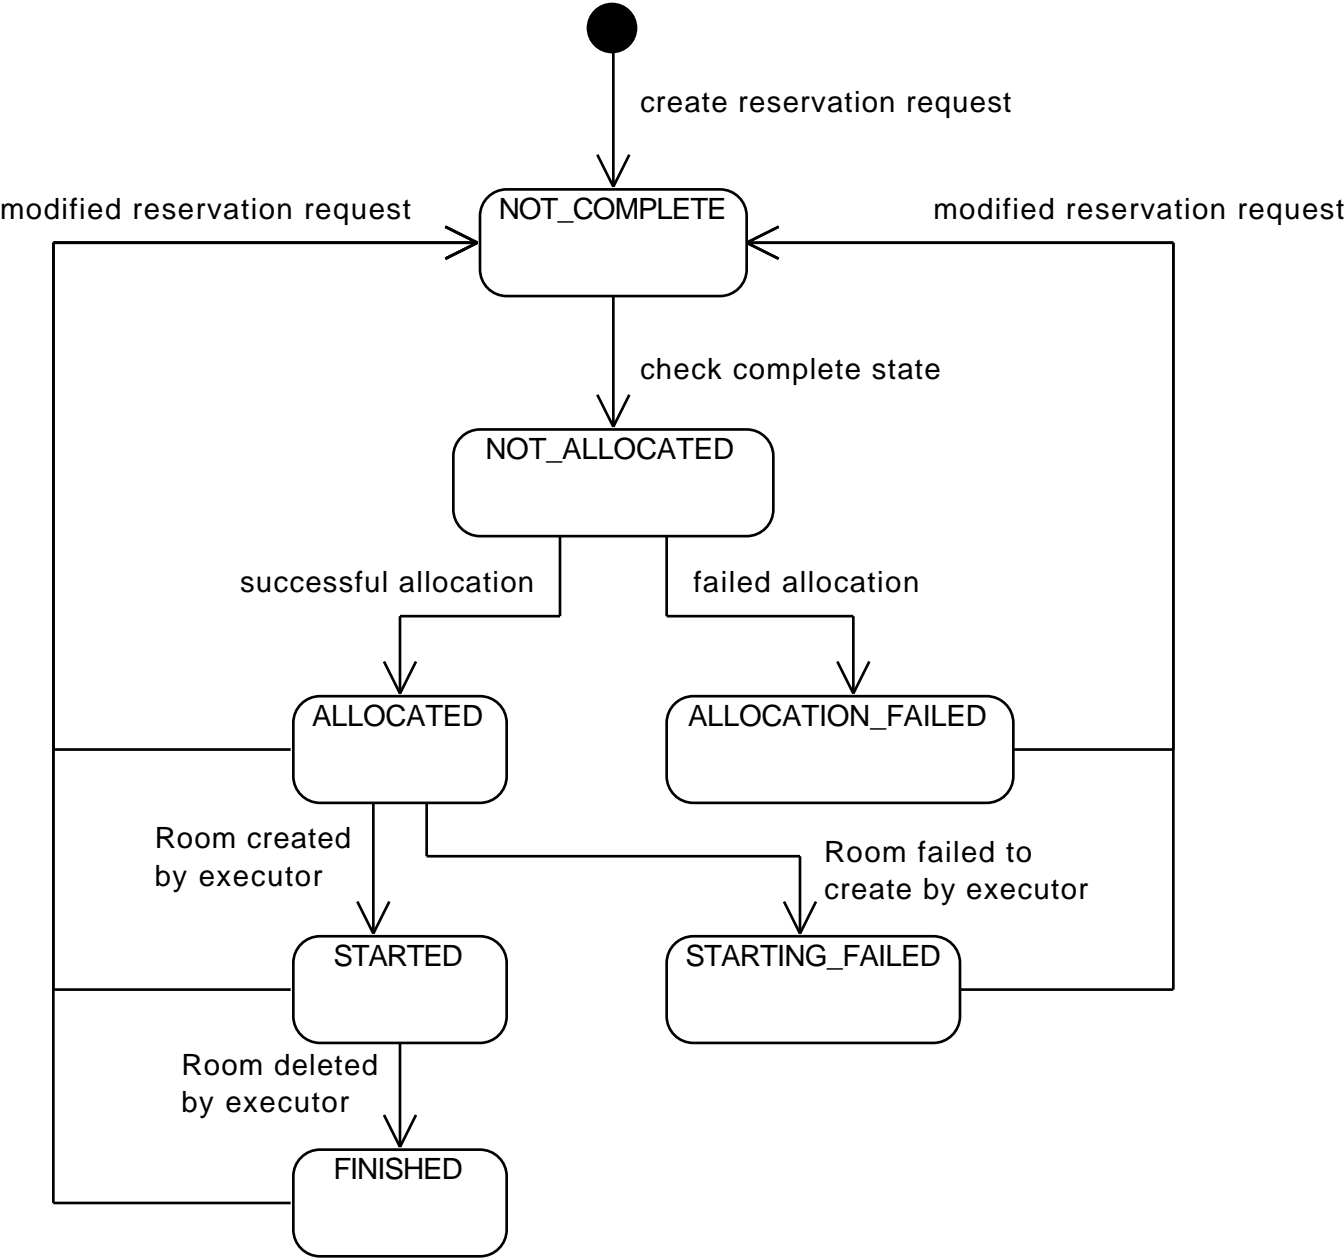 create reservation request
modified reservation request
NOT_COMPLETE
modified reservation request
check complete state
NOT_ALLOCATED
successful allocation
failed allocation
ALLOCATED
ALLOCATION_FAILED
Room created
by executor
Room failed to
create by executor
STARTED
STARTING_FAILED
Room deleted
by executor
FINISHED